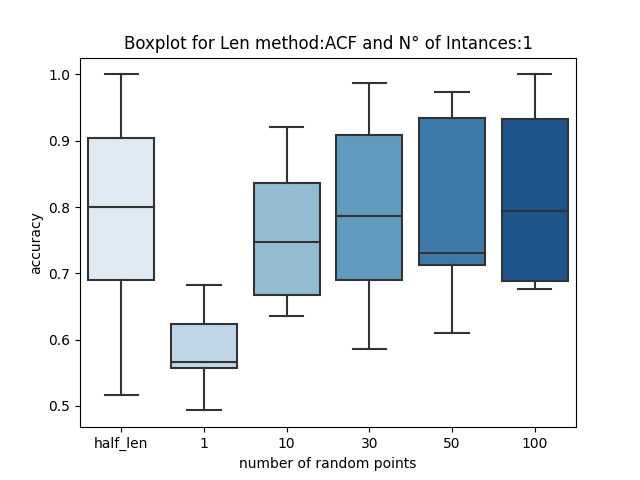 Boxplot for Len method:ACF and N° of Intances:1
1.0
0.9
0.8
0.7
0.6
0.5
accuracy
half_len 1 10 30 50 100
number of random points